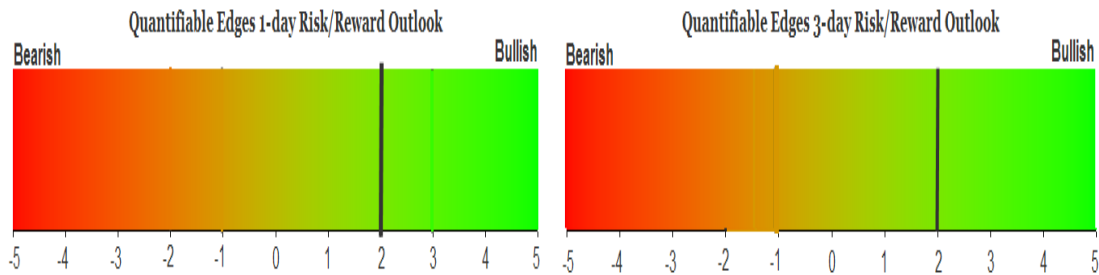 Quantifiable Edges 1-day Risk/Reward Outlook
Bearish Bullish
-5 -4 -3 -2 -1 0 1 2 3 4 5
Quantifiable Edges 3-day Risk/Reward Outlook
Bearish Bullish
-5 -4 -3 -2 -1 0 1 2 3 4 5